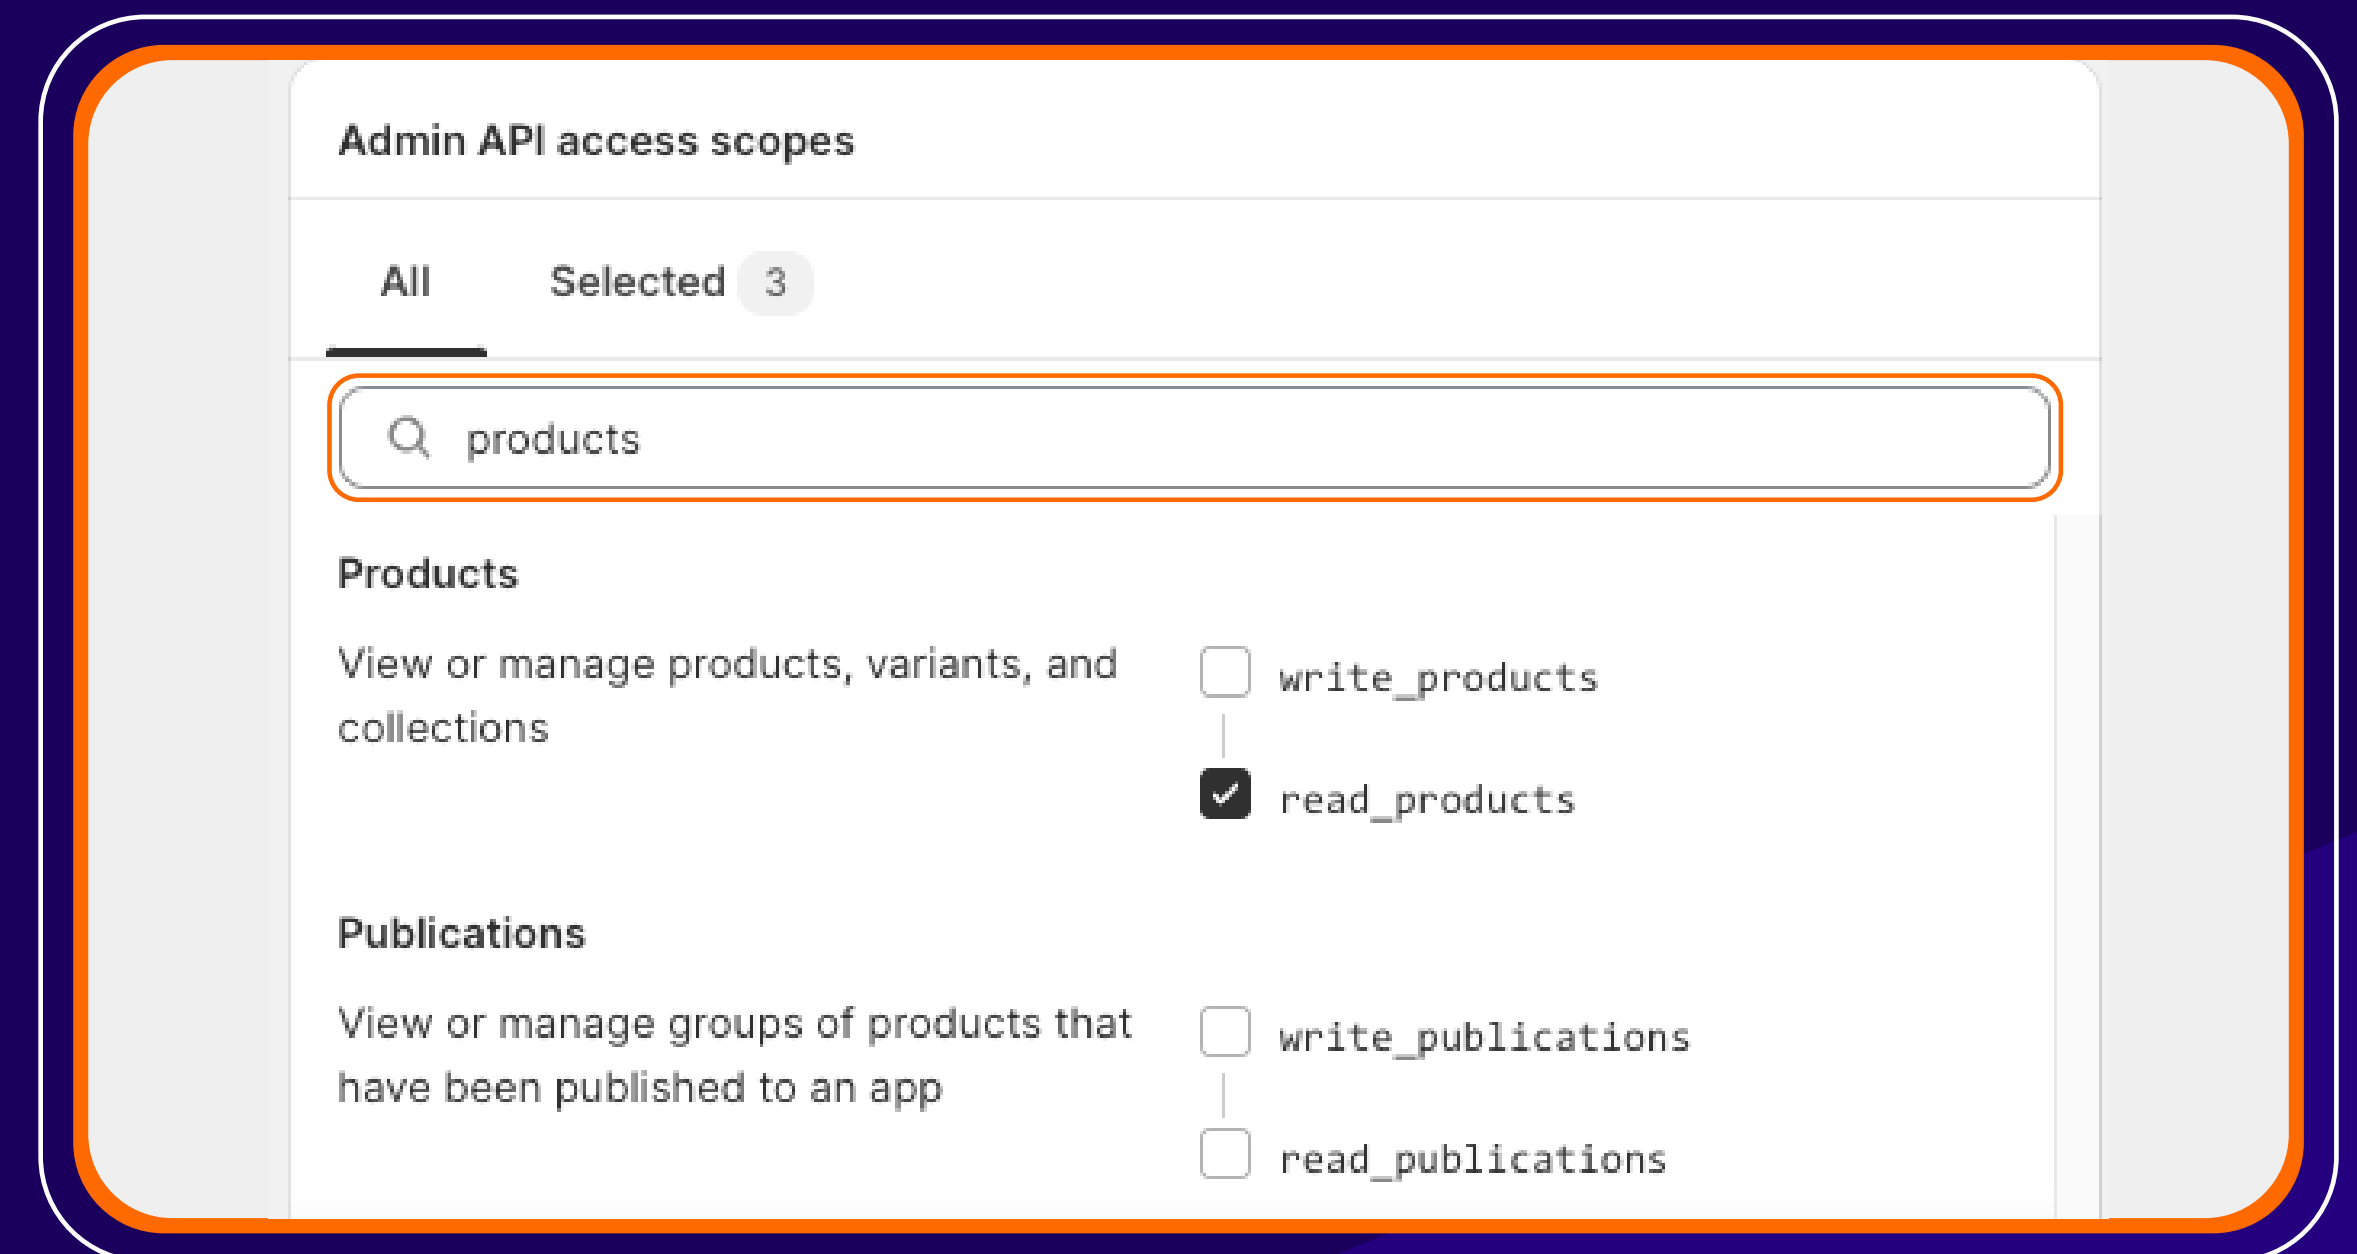 Admin API access scopes
All
Selected 3
products
Products
View or manage products, variants, and
collections
write_products
read_products
Publications
View or manage groups of products that
have been published to an app
write_publications
read_publications